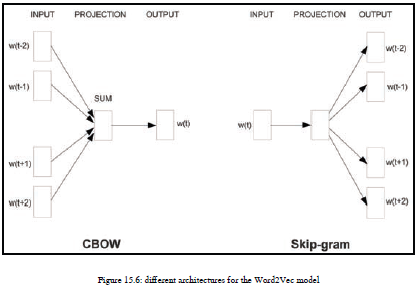 INPUT PROJECTION OUTPUT
w(t-2)
w(t-1)
SUM
w(t)
w(t+1)
w(t+2)
CBOW
INPUT PROJECTION OUTPUT
w(t-2)
w(t-1)
w(t)
w(t+1)
w(t+2)
Skip-gram
Figure 15.6: different architectures for the Word2Vec model